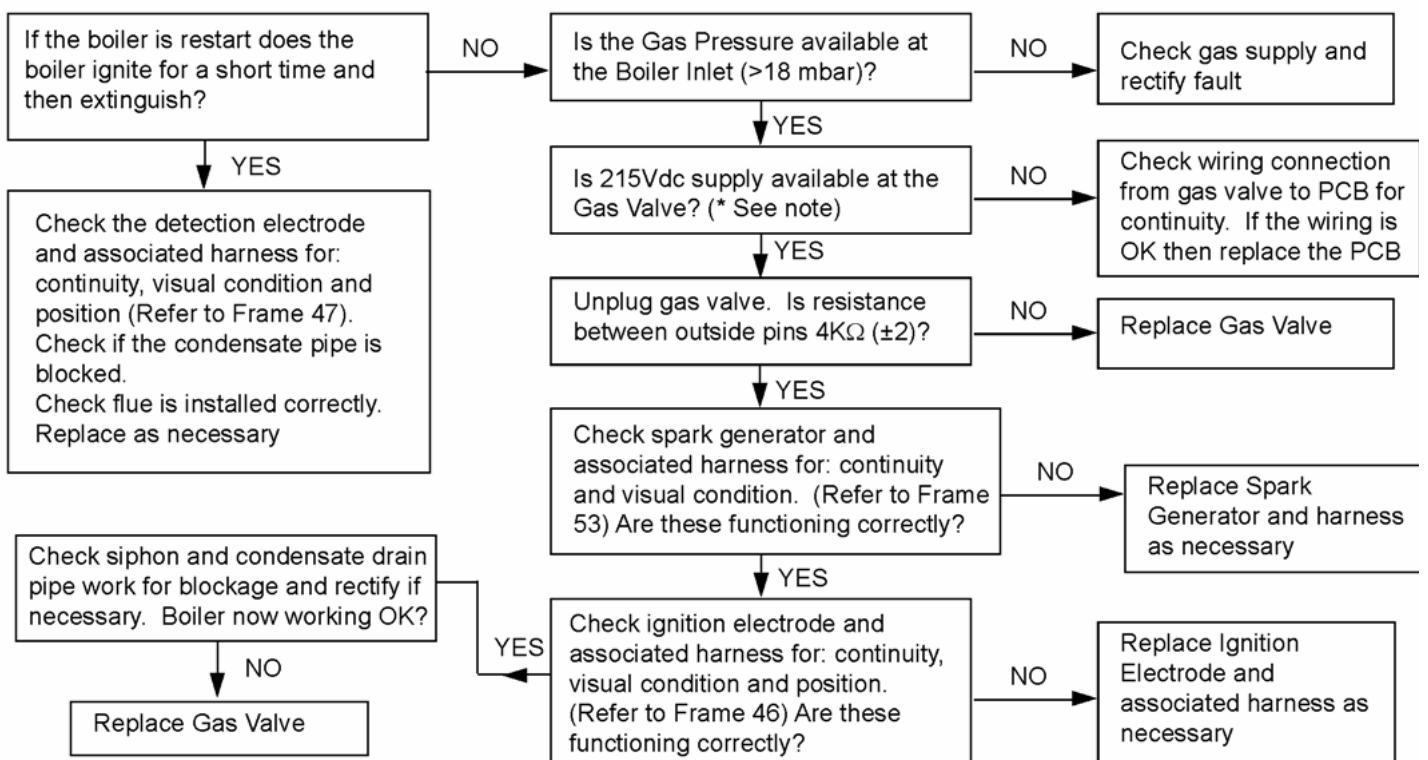 If the boiler is restart does the
boiler ignite for a short time and
then extinguish?
NO
Is the Gas Pressure available at
the Boiler Inlet (>18 mbar)?
NO
Check gas supply and
rectify fault
YES
Check the detection electrode
and associated harness for:
continuity, visual condition and
position (Refer to Frame 47).
Check if the condensate pipe is
blocked.
Check flue is installed correctly.
Replace as necessary
YES
Is 215Vdc supply available at the
Gas Valve? (* See note)
NO
Check wiring connection
from gas valve to PCB for
continuity. If the wiring is
OK then replace the PCB
YES
Unplug gas valve. Is resistance
between outside pins 4KΩ (±2)?
NO
Replace Gas Valve
YES
Check spark generator and
associated harness for: continuity
and visual condition. (Refer to Frame
53) Are these functioning correctly?
NO
Replace Spark
Generator and harness
as necessary
YES
Check ignition electrode and
associated harness for: continuity,
visual condition and position.
(Refer to Frame 46) Are these
functioning correctly?
NO
Replace Ignition
Electrode and
associated harness as
necessary
YES
Check siphon and condensate drain
pipe work for blockage and rectify if
necessary. Boiler now working OK?
NO
Replace Gas Valve